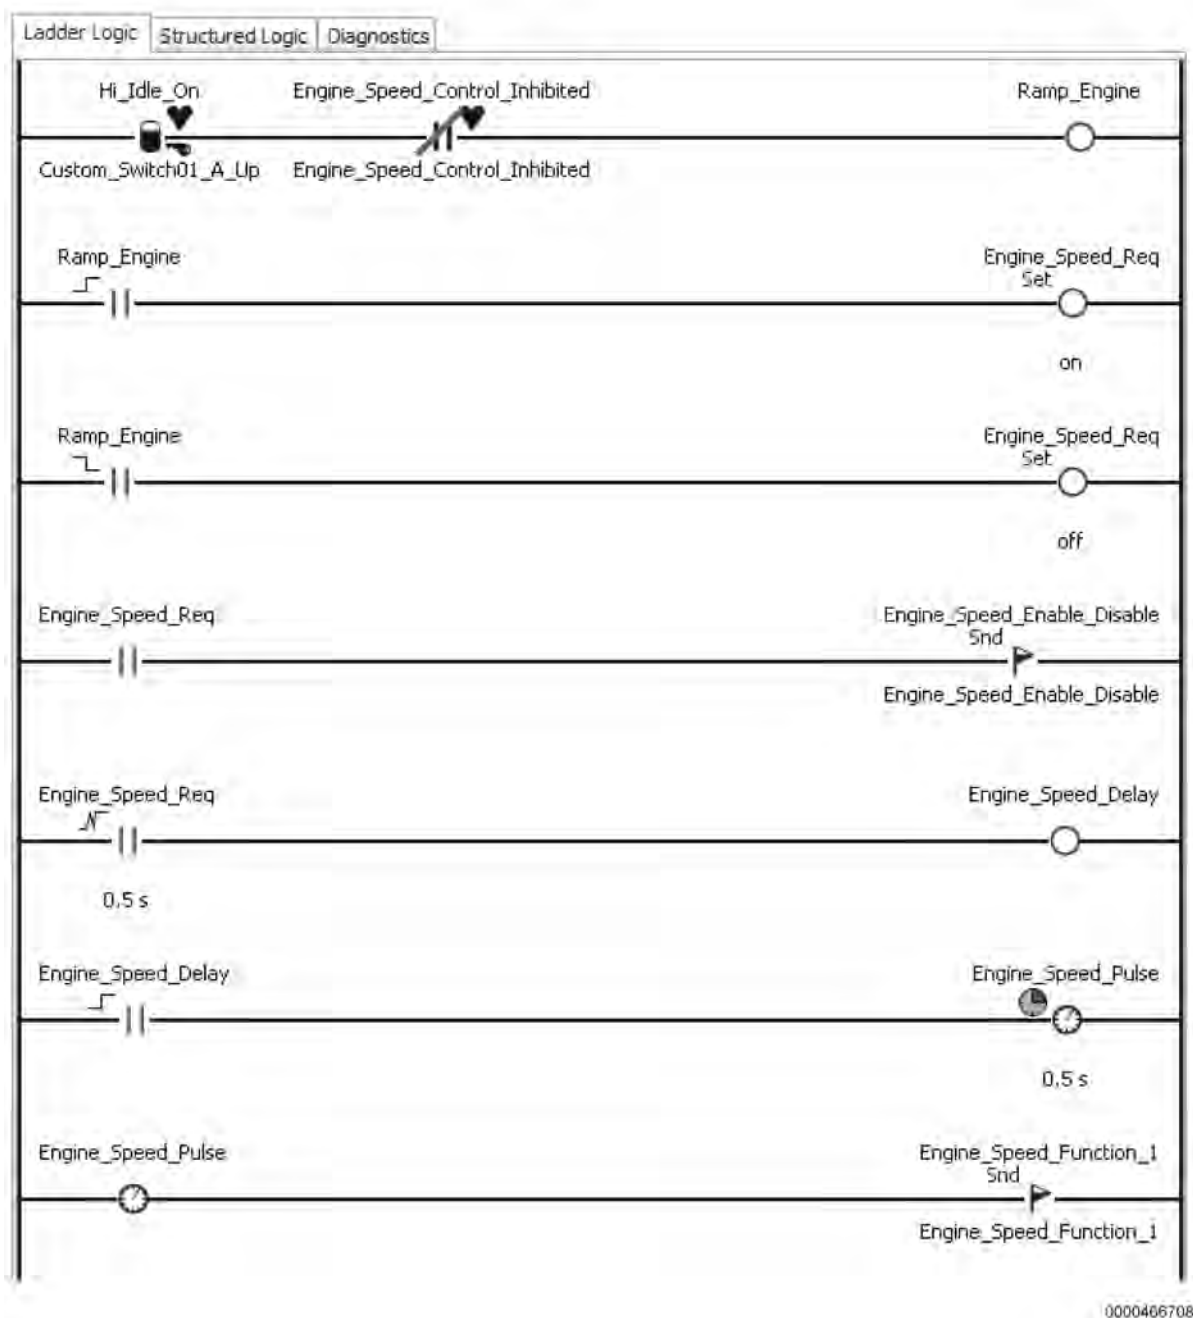 Ladder Logic Structured Logic Diagnostics
Hi_Idle_On Engine_Speed_Control_Inhibited Ramp_Engine
Custom_Switch01_A_Up Engine_Speed_Control_Inhibited
Ramp_Engine Engine_Speed_Req
Set
on
Ramp_Engine Engine_Speed_Req
Set
off
Engine_Speed_Req Engine_Speed_Enable_Disable
Snd
Engine_Speed_Enable_Disable
Engine_Speed_Req Engine_Speed_Delay
0.5 s
Engine_Speed_Delay Engine_Speed_Pulse
0.5 s
Engine_Speed_Pulse Engine_Speed_Function_1
Snd
Engine_Speed_Function_1
0000466708